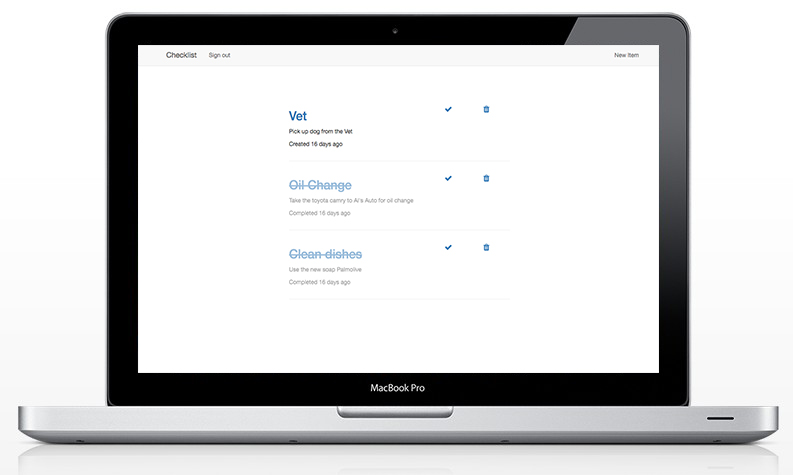 Checklist Sign out New Item
Vet
Pick up dog from the Vet
Created 16 days ago
Oil Change
Take the toyota camry to Al's Auto for oil change
Completed 16 days ago
Clean dishes
Use the new soap Palmolive
Completed 16 days ago
MacBook Pro